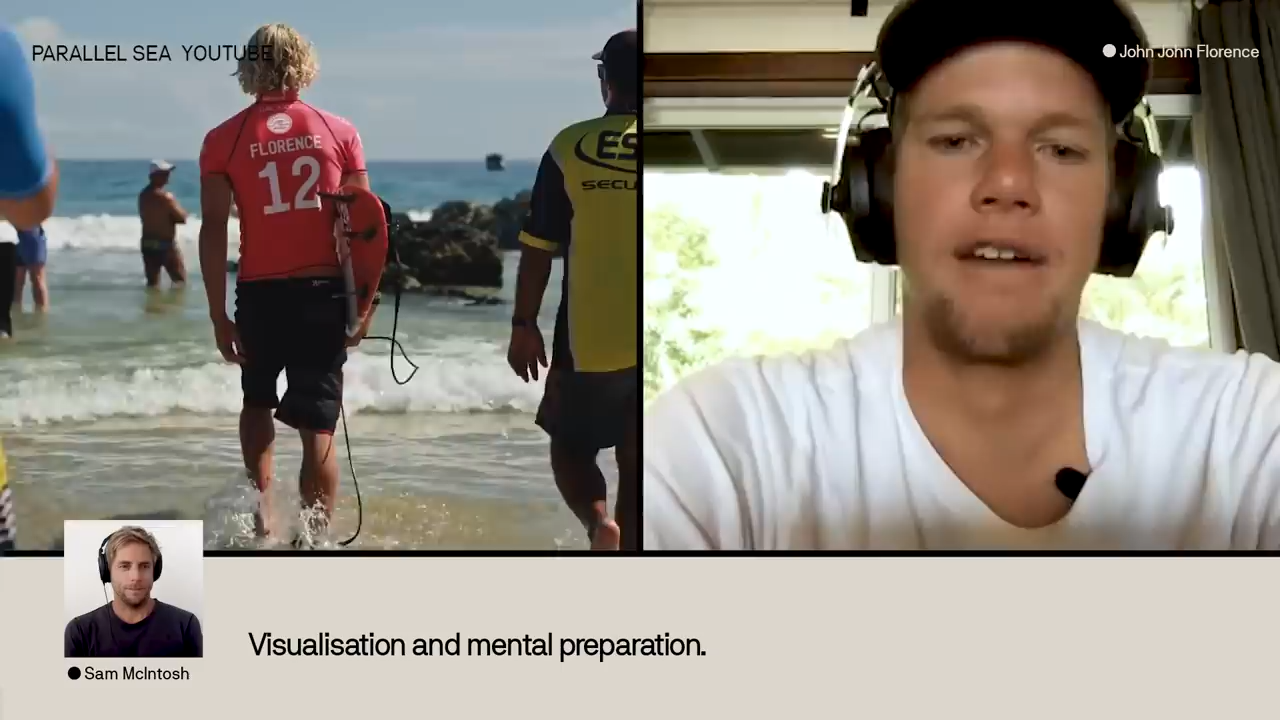 PARALLEL SEA YOUTUBE
John John Florence
FLORENCE
12
ES
SECU
Visualisation and mental preparation.
Sam McIntosh